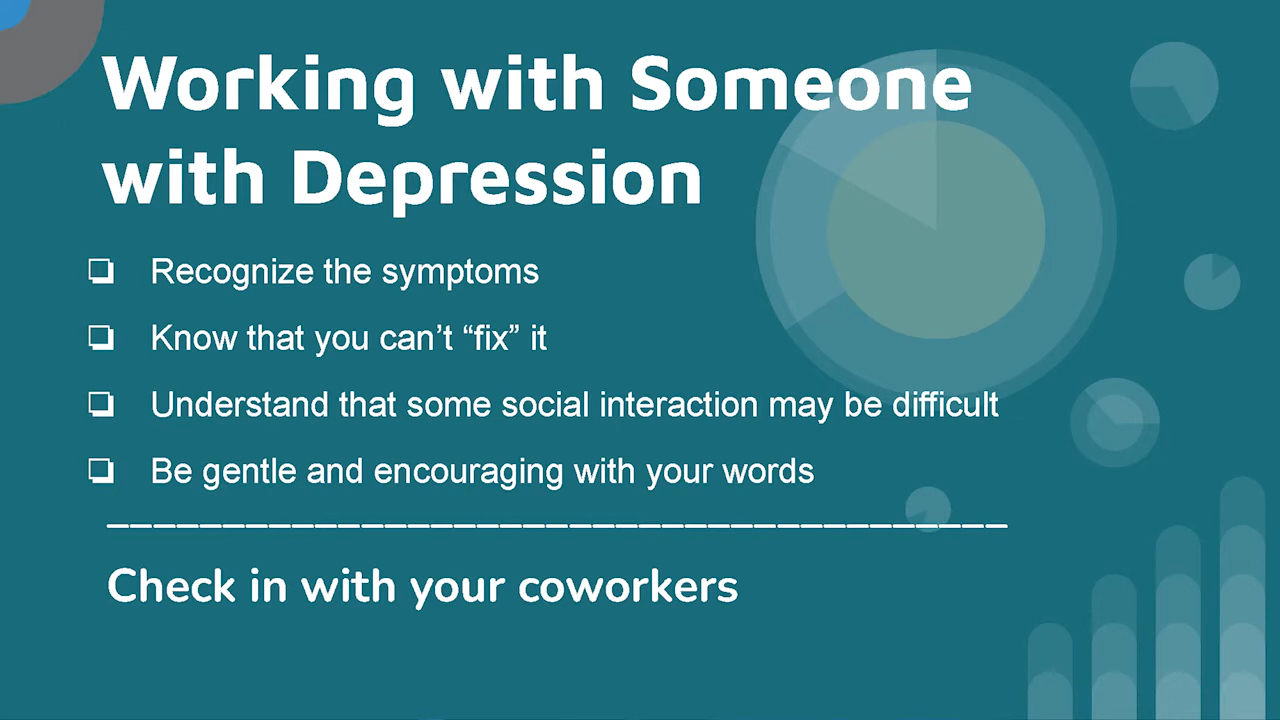 Working with Someone
with Depression
❏ Recognize the symptoms
❏ Know that you can’t “fix” it
❏ Understand that some social interaction may be difficult
❏ Be gentle and encouraging with your words
_______________________________________
Check in with your coworkers